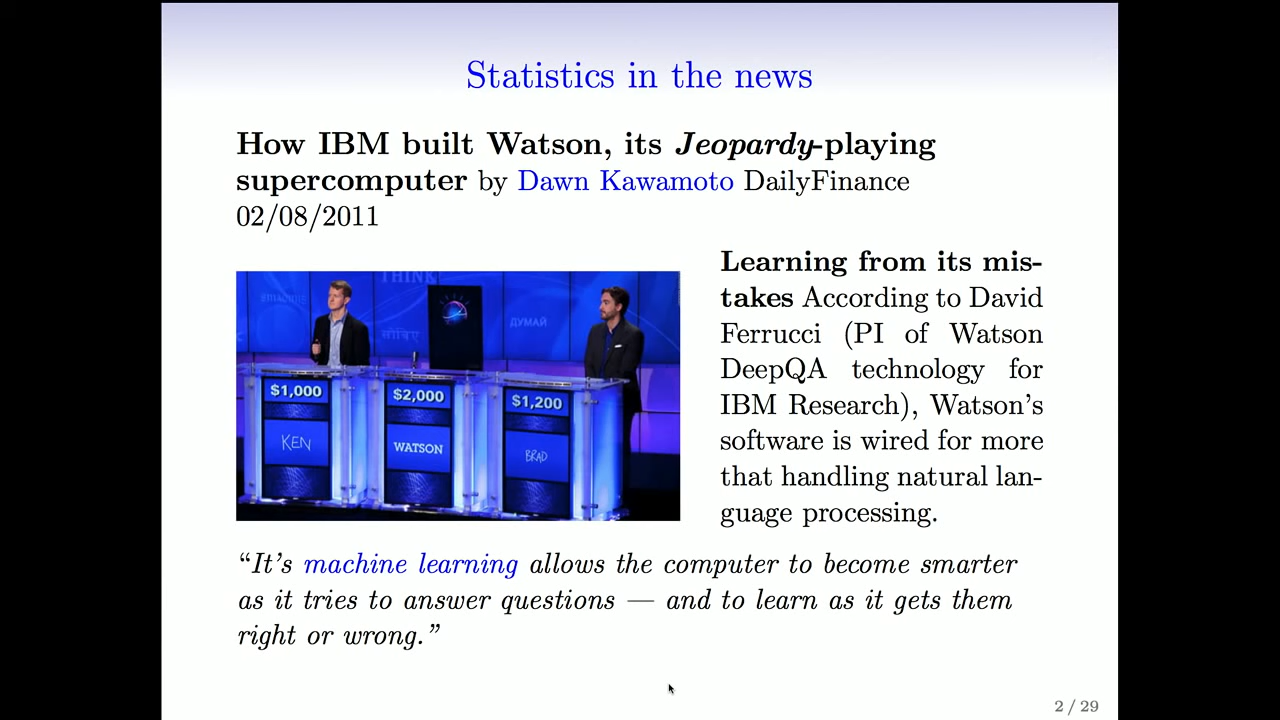 Statistics in the news
How IBM built Watson, its Jeopardy-playing
supercomputer by Dawn Kawamoto DailyFinance
02/08/2011
Learning from its mis-
takes According to David
Ferrucci (PI of Watson
DeepQA technology for
IBM Research), Watson's
software is wired for more
that handling natural lan-
guage processing.
THINK
ДУМАЙ
$1,000
$2,000
$1,200
KEN
WATSON
BRAD
“It's machine learning allows the computer to become smarter
as it tries to answer questions — and to learn as it gets them
right or wrong.”
2 / 29